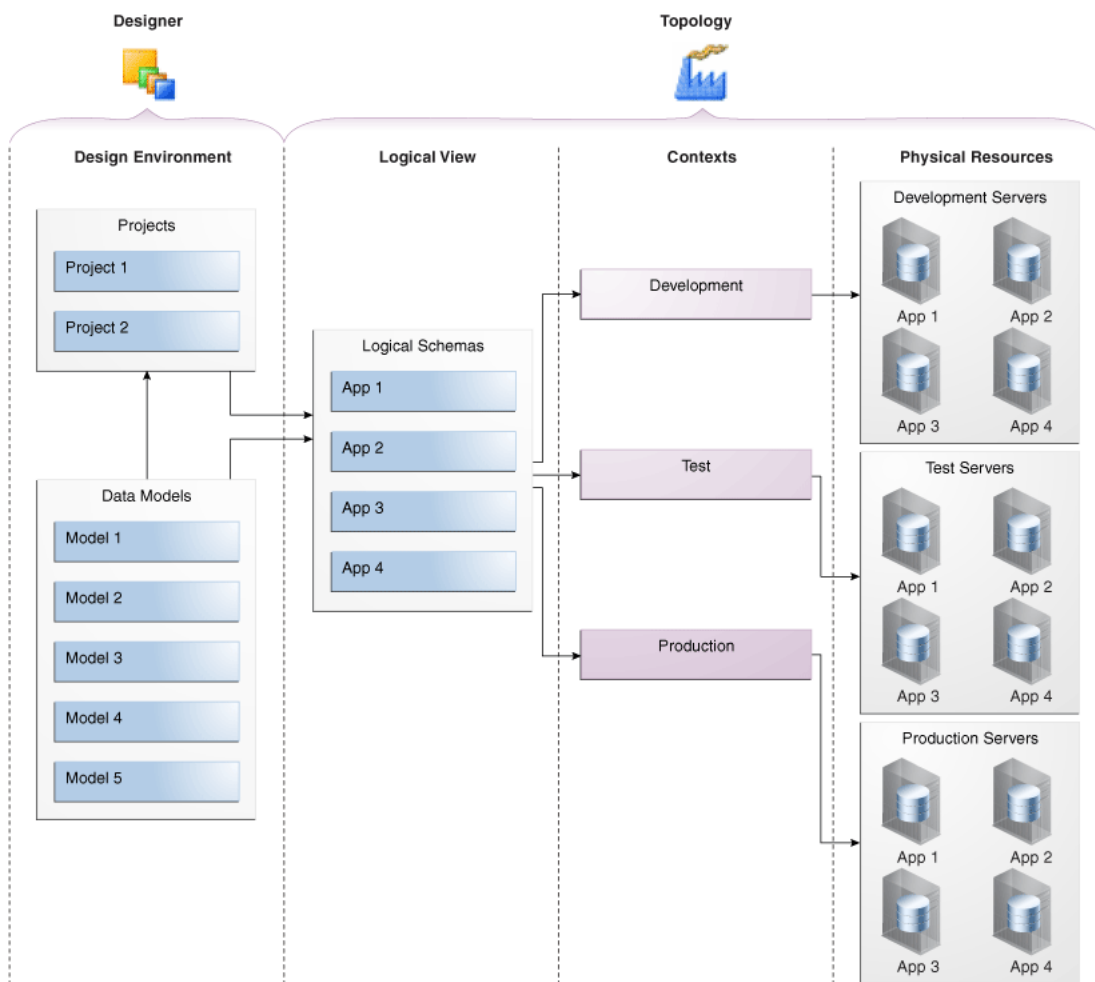 Designer
Topology
Design Environment
Logical View
Contexts
Physical Resources
Projects
Project 1
Project 2
Data Models
Model 1
Model 2
Model 3
Model 4
Model 5
Logical Schemas
App 1
App 2
App 3
App 4
Development
Test
Production
Development Servers
App 1
App 2
App 3
App 4
Test Servers
App 1
App 2
App 3
App 4
Production Servers
App 1
App 2
App 3
App 4